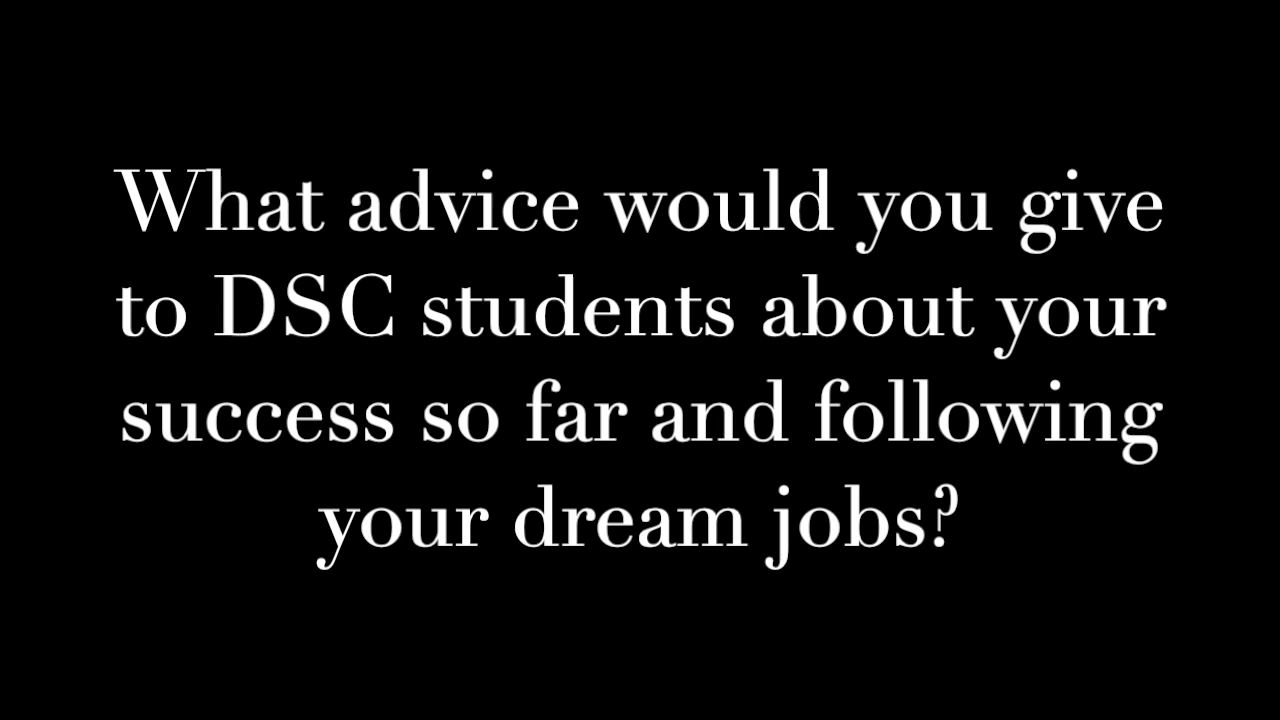 What advice would you give
to DSC students about your
success so far and following
your dream jobs?